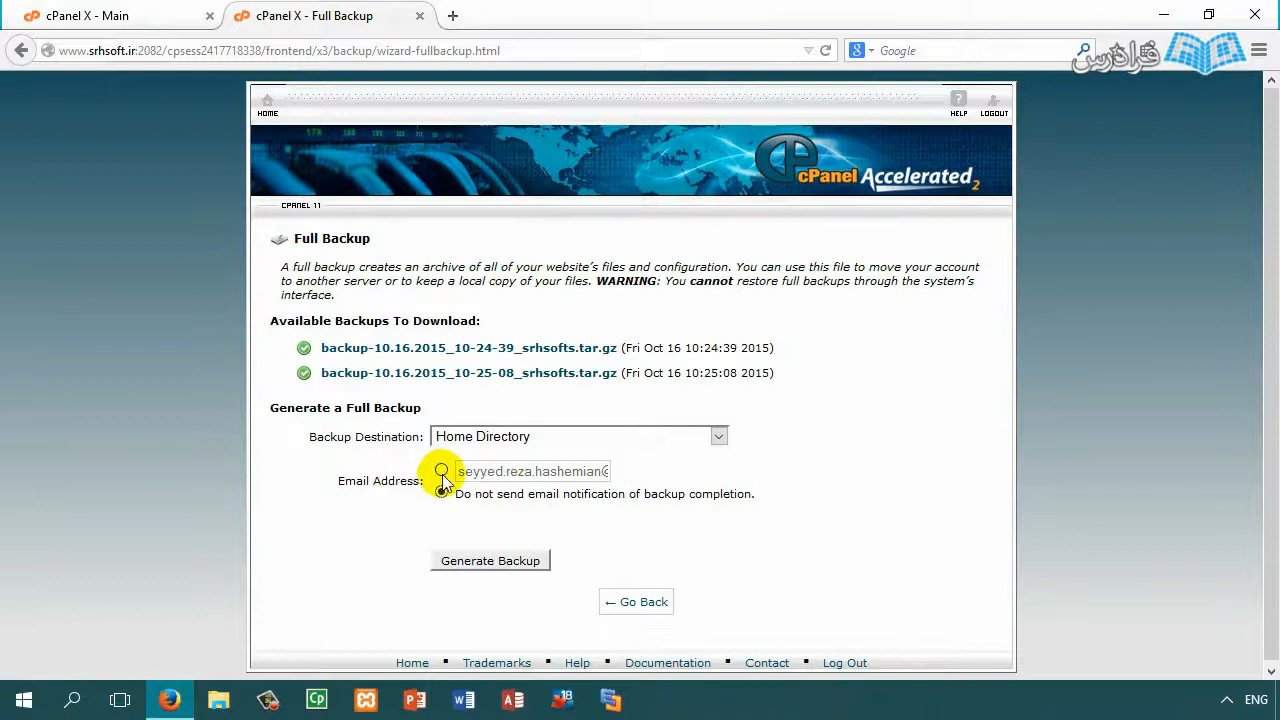 cPanel X - Main
cPanel X - Full Backup
www.srhsoft.ir:2082/cpsess2417718338/frontend/x3/backup/wizard-fullbackup.html
Google
فرادرس
HOME
HELP
LOGOUT
cPanel Accelerated2
CPANEL 11
Full Backup
A full backup creates an archive of all of your website's files and configuration. You can use this file to move your account
to another server or to keep a local copy of your files. WARNING: You cannot restore full backups through the system's
interface.
Available Backups To Download:
backup-10.16.2015_10-24-39_srhsofts.tar.gz (Fri Oct 16 10:24:39 2015)
backup-10.16.2015_10-25-08_srhsofts.tar.gz (Fri Oct 16 10:25:08 2015)
Generate a Full Backup
Backup Destination: Home Directory
Email Address: seyyed.reza.hashemian@
Do not send email notification of backup completion.
Generate Backup
← Go Back
Home ▪ Trademarks ▪ Help ▪ Documentation ▪ Contact ▪ Log Out
ENG